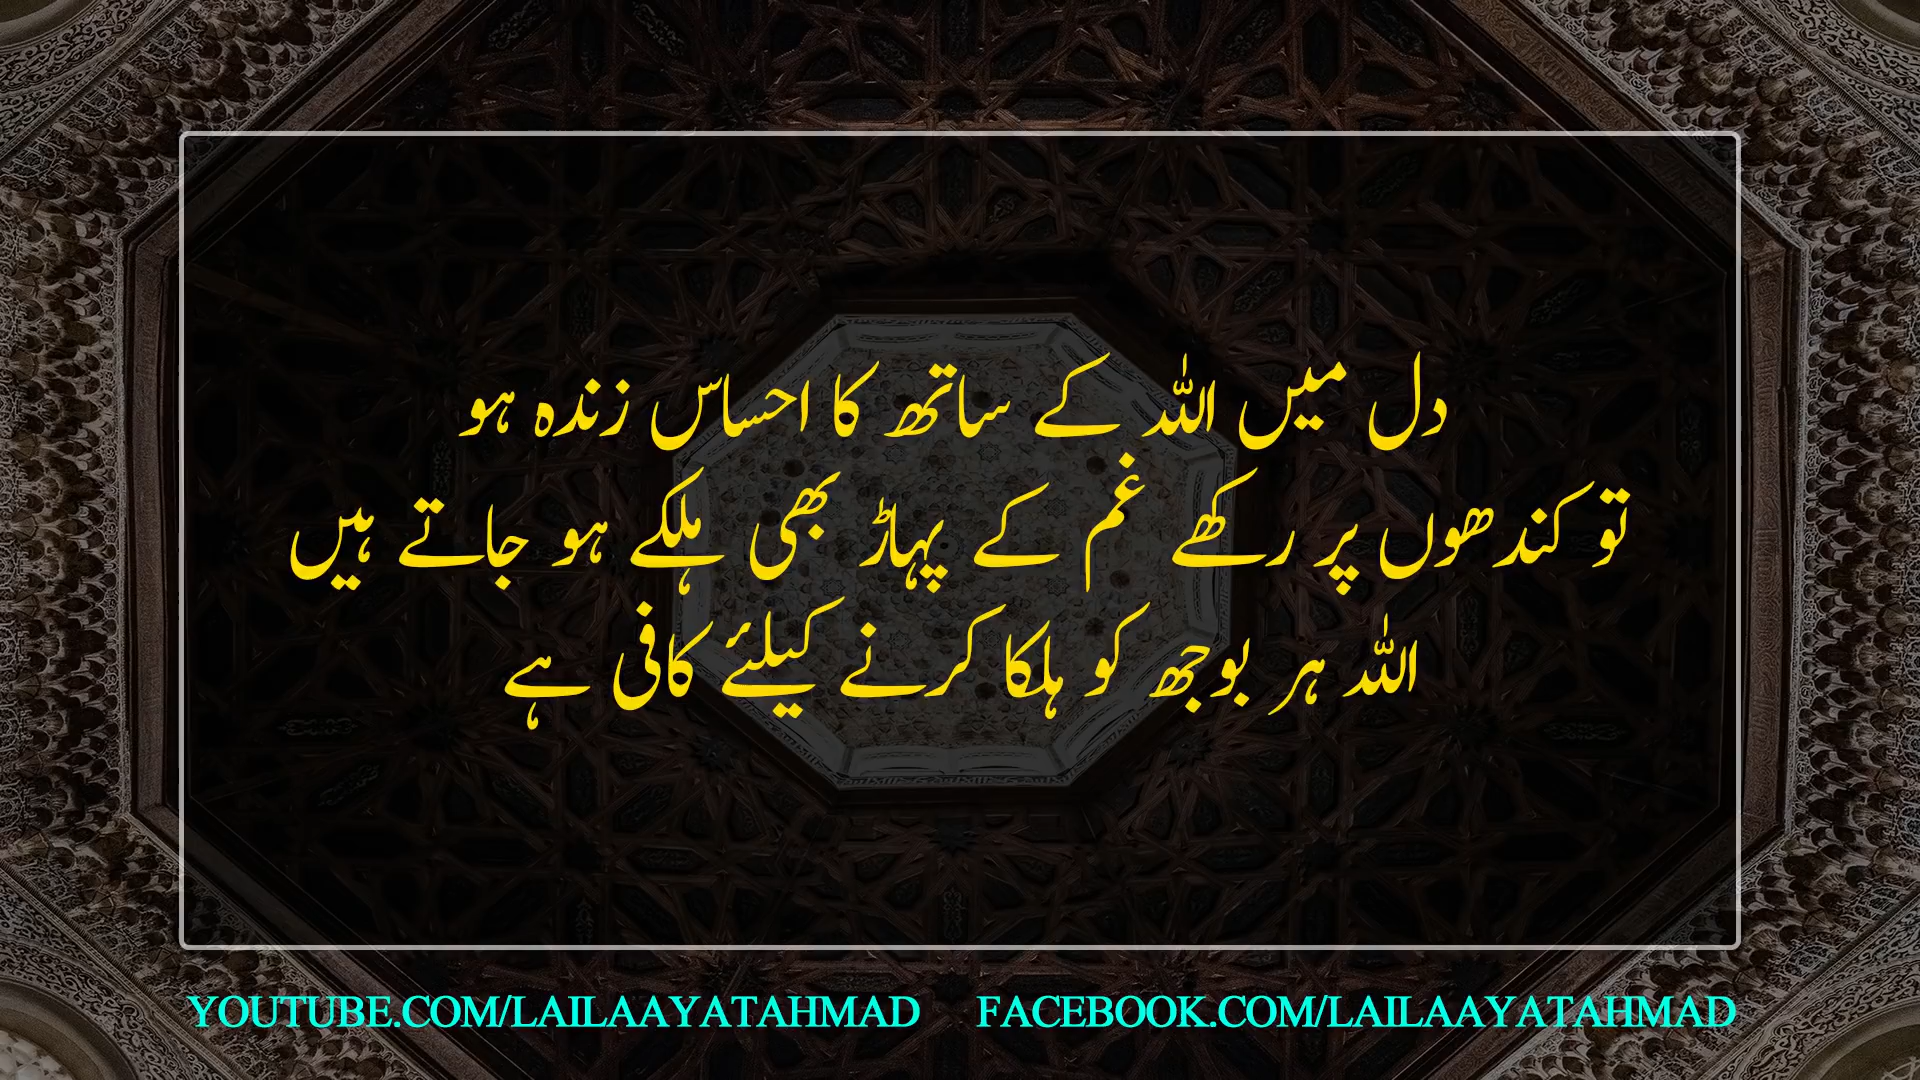 دل میں اللہ کے ساتھ کا احساس زندہ ہو
تو کندھوں پر رکھے غم کے پہاڑ بھی ہلکے ہو جاتے ہیں
اللہ ہر بوجھ کو ہلکا کرنے کیلئے کافی ہے
YOUTUBE.COM/LAILAAYATAHMAD FACEBOOK.COM/LAILAAYATAHMAD